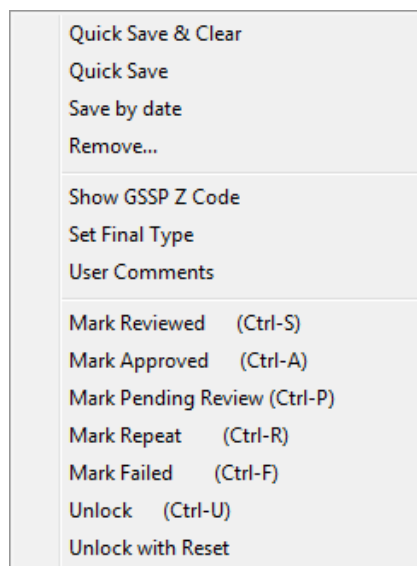 Quick Save & Clear
Quick Save
Save by date
Remove...
Show GSSP Z Code
Set Final Type
User Comments
Mark Reviewed (Ctrl-S)
Mark Approved (Ctrl-A)
Mark Pending Review (Ctrl-P)
Mark Repeat (Ctrl-R)
Mark Failed (Ctrl-F)
Unlock (Ctrl-U)
Unlock with Reset